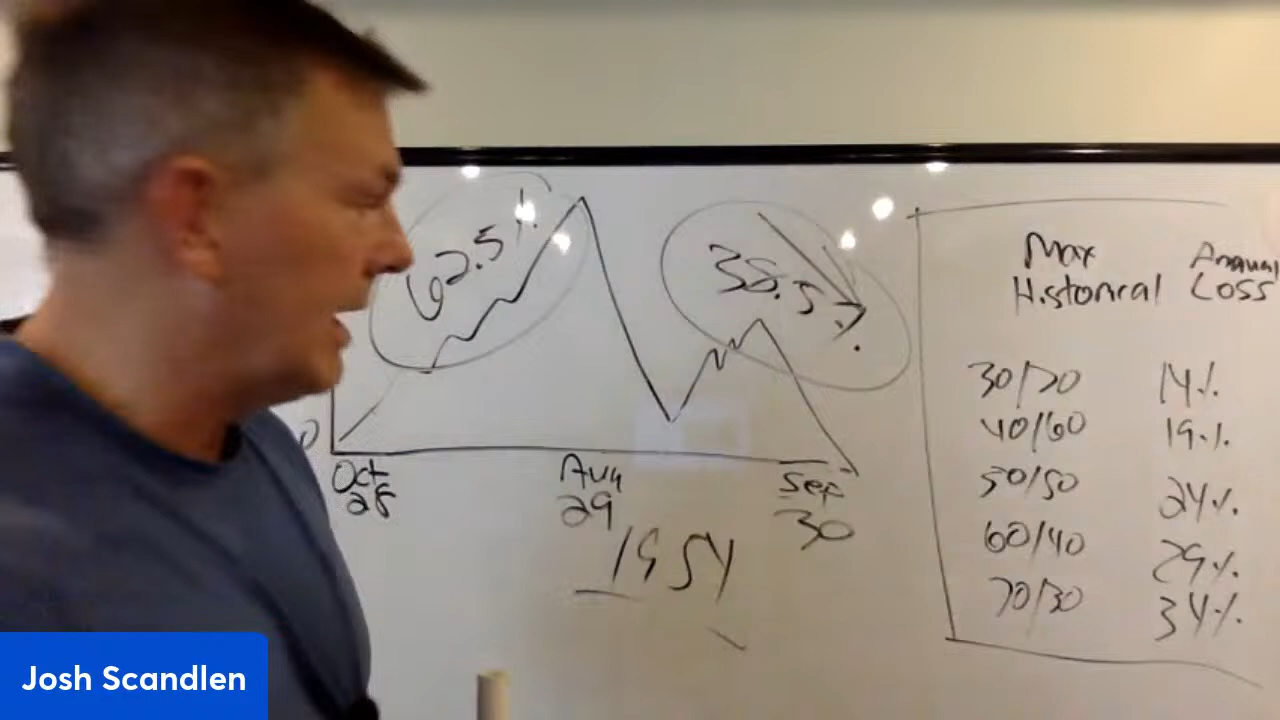 62.5%
38.5%
0
Oct
28
Aug
29
Sep
30
1954
Max Annual
Historical Loss
30/70 14%
40/60 19%
50/50 24%
60/40 29%
70/30 34%
Josh Scandlen